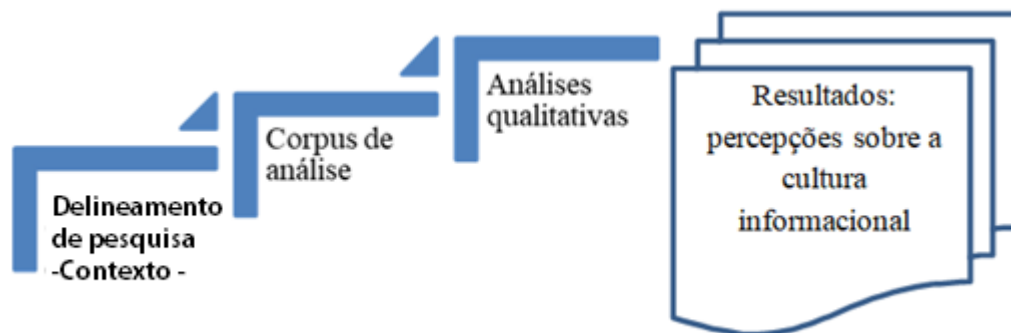 Delineamento
de pesquisa
-Contexto -
Corpus de
análise
Análises
qualitativas
Resultados:
percepções sobre a
cultura
informacional